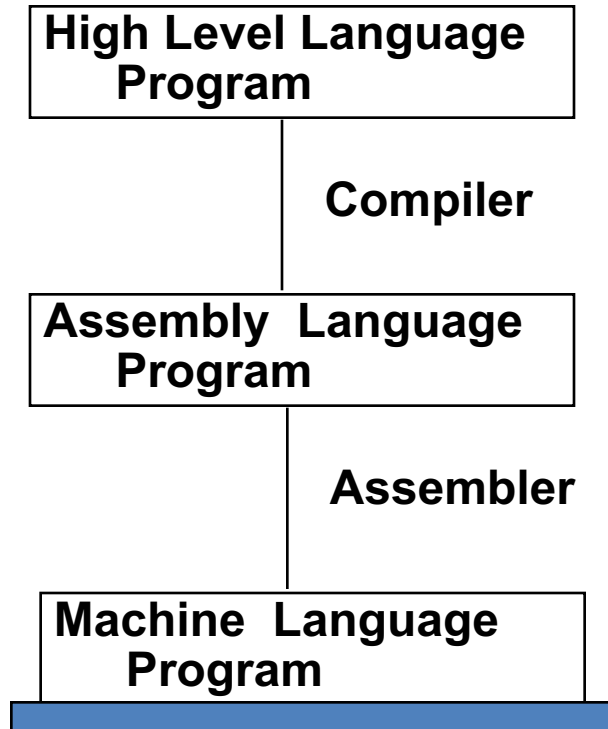 High Level Language
Program
Compiler
Assembly Language
Program
Assembler
Machine Language
Program